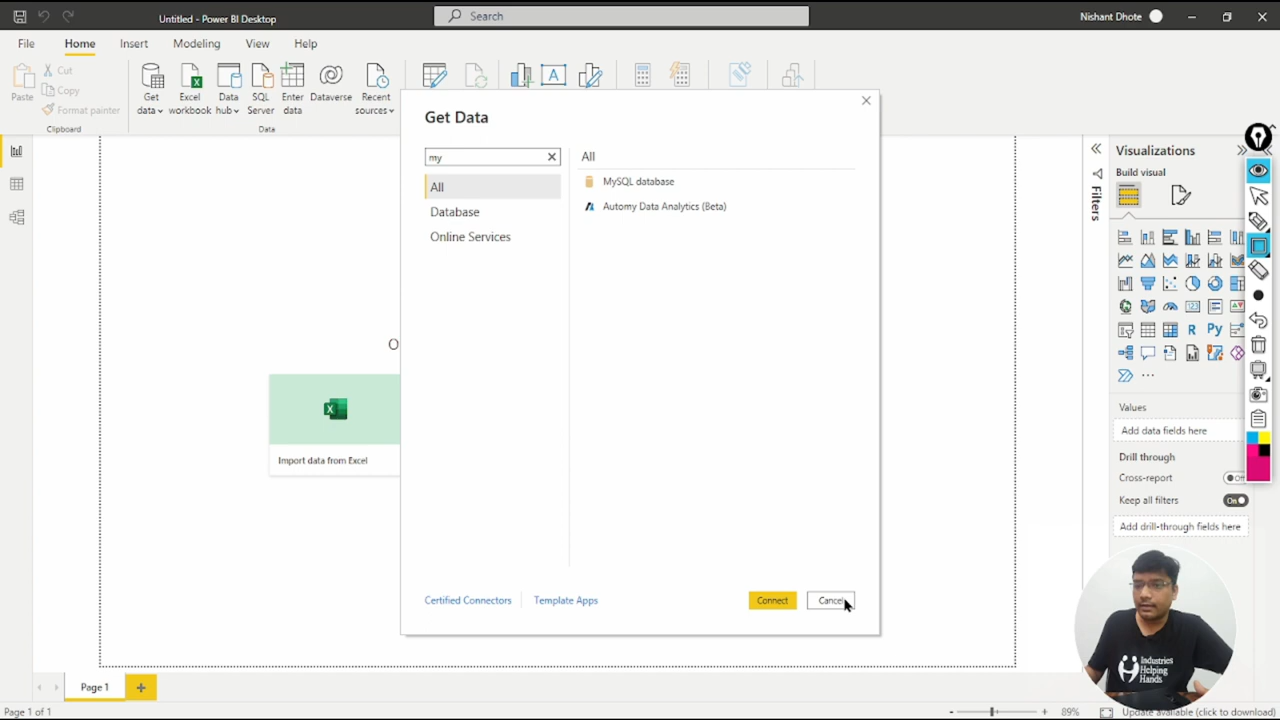 Untitled - Power BI Desktop
Search
Nishant Dhote
File
Home
Insert
Modeling
View
Help
Paste
Cut
Copy
Format painter
Clipboard
Get
data
Excel
workbook
Data
hub
SQL
Server
Enter
data
Dataverse
Recent
sources
Data
Get Data
my
All
Database
Online Services
All
MySQL database
Automy Data Analytics (Beta)
O
Import data from Excel
Certified Connectors
Template Apps
Connect
Cancel
Filters
Visualizations
Build visual
123
R
Py
Values
Add data fields here
Drill through
Cross-report
Off
Keep all filters
On
Add drill-through fields here
Industries
Helping
Hands
Page 1
Page 1 of 1
89%
Update available (click to download)